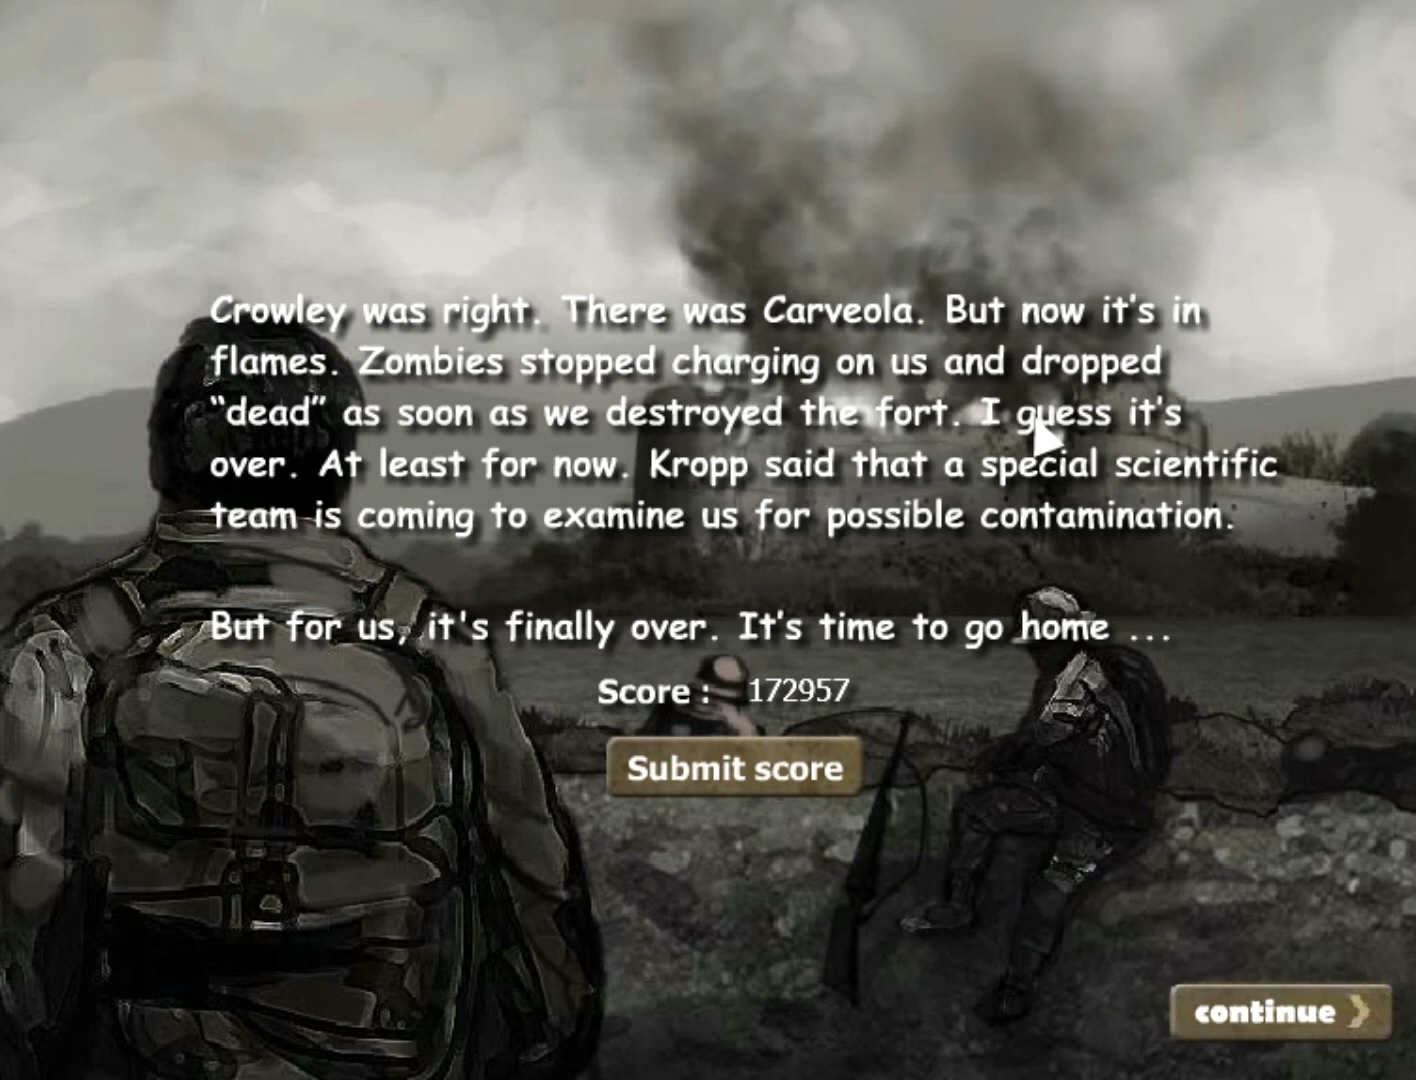 Crowley was right. There was Carveola. But now it's in
flames. Zombies stopped charging on us and dropped
“dead” as soon as we destroyed the fort. I guess it's
over. At least for now. Kropp said that a special scientific
team is coming to examine us for possible contamination.
But for us, it's finally over. It's time to go home ...
Score : 172957
Submit score
continue